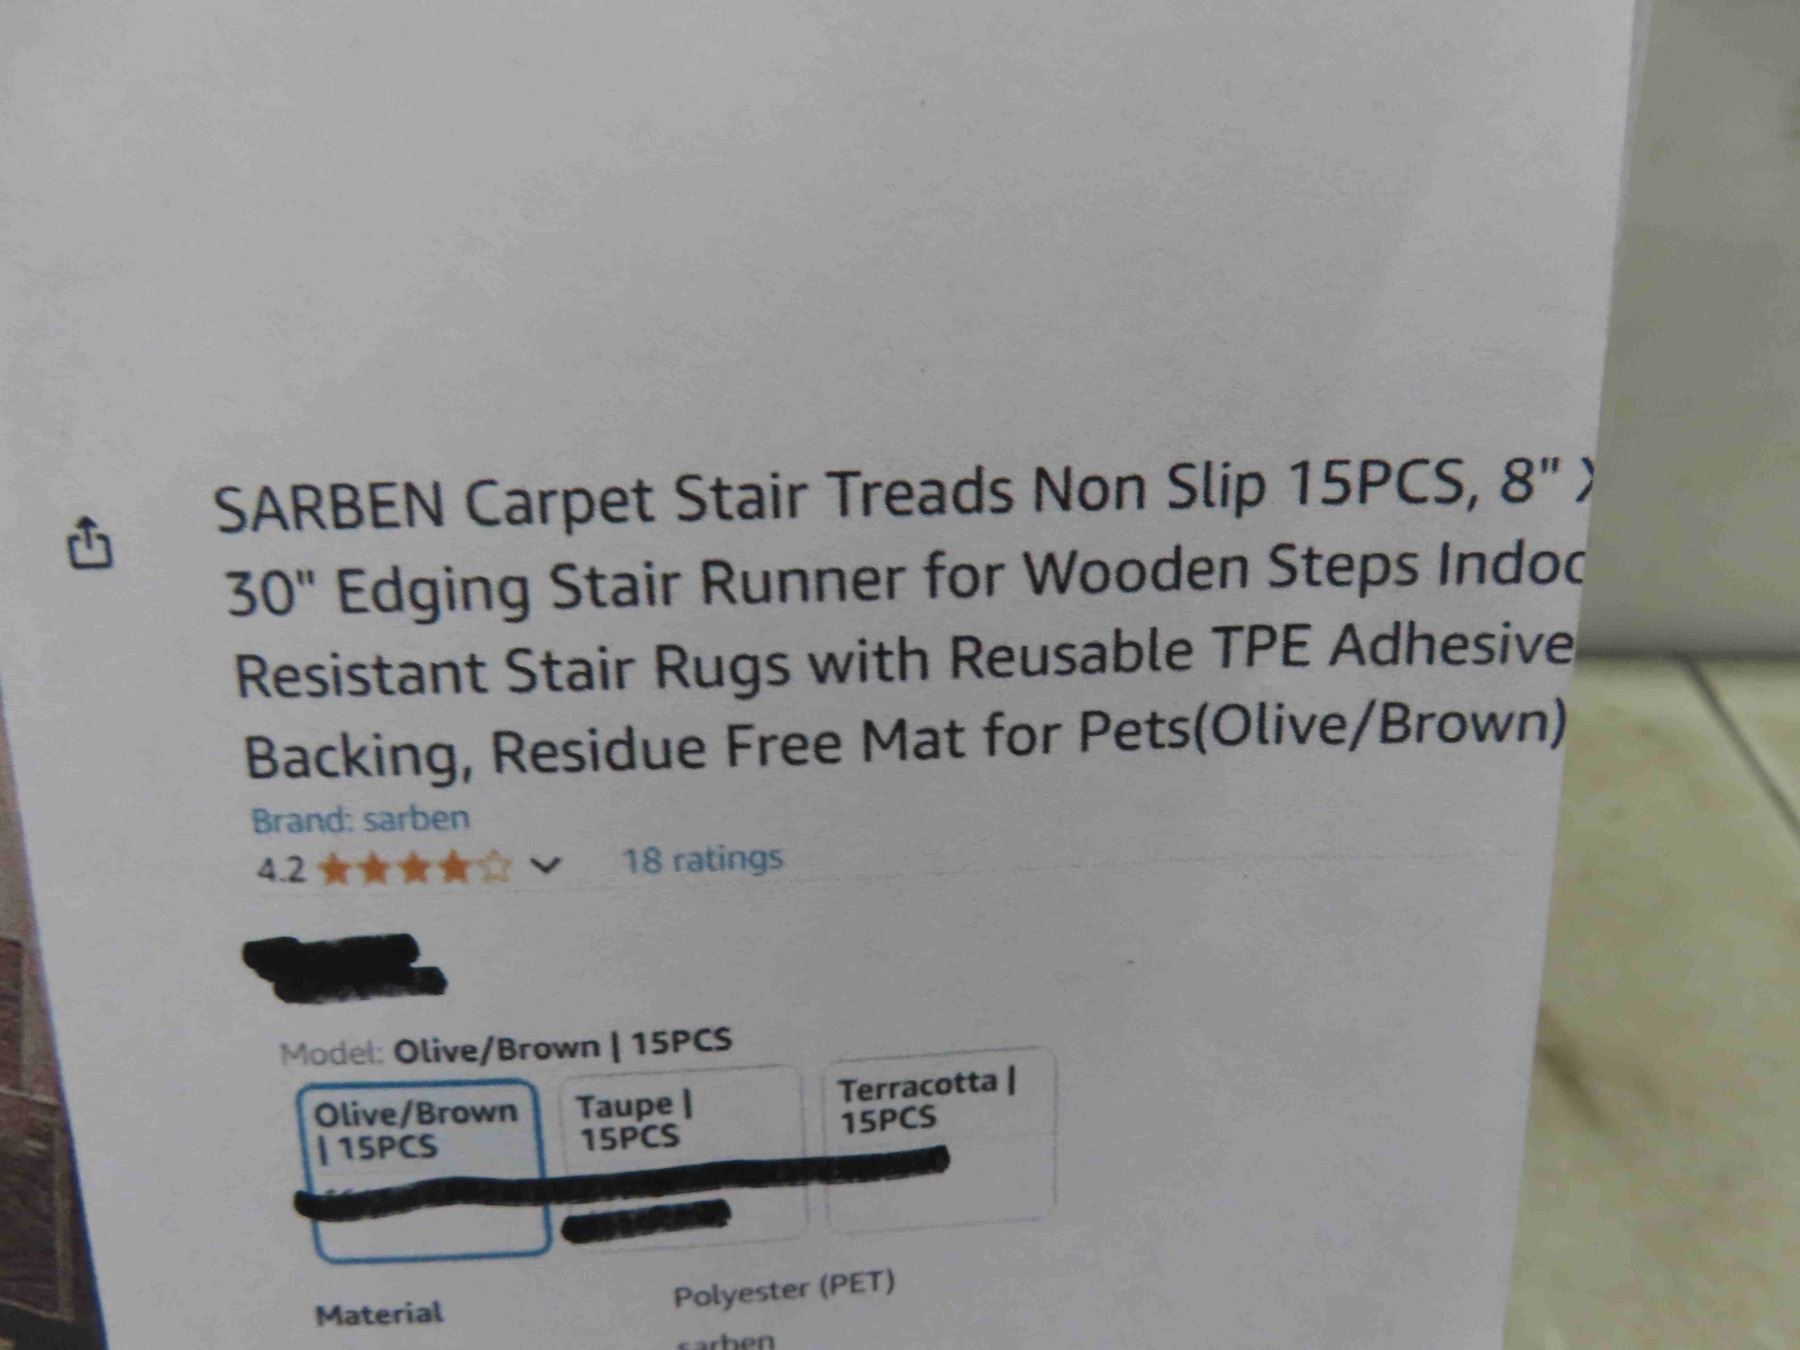 SARBEN Carpet Stair Treads Non Slip 15PCS, 8" X
30" Edging Stair Runner for Wooden Steps Indoo
Resistant Stair Rugs with Reusable TPE Adhesive
Backing, Residue Free Mat for Pets(Olive/Brown)
Brand: sarben
4.2 18 ratings
Model: Olive/Brown | 15PCS
Olive/Brown | 15PCS
Taupe | 15PCS
Terracotta | 15PCS
Material Polyester (PET)
sarben